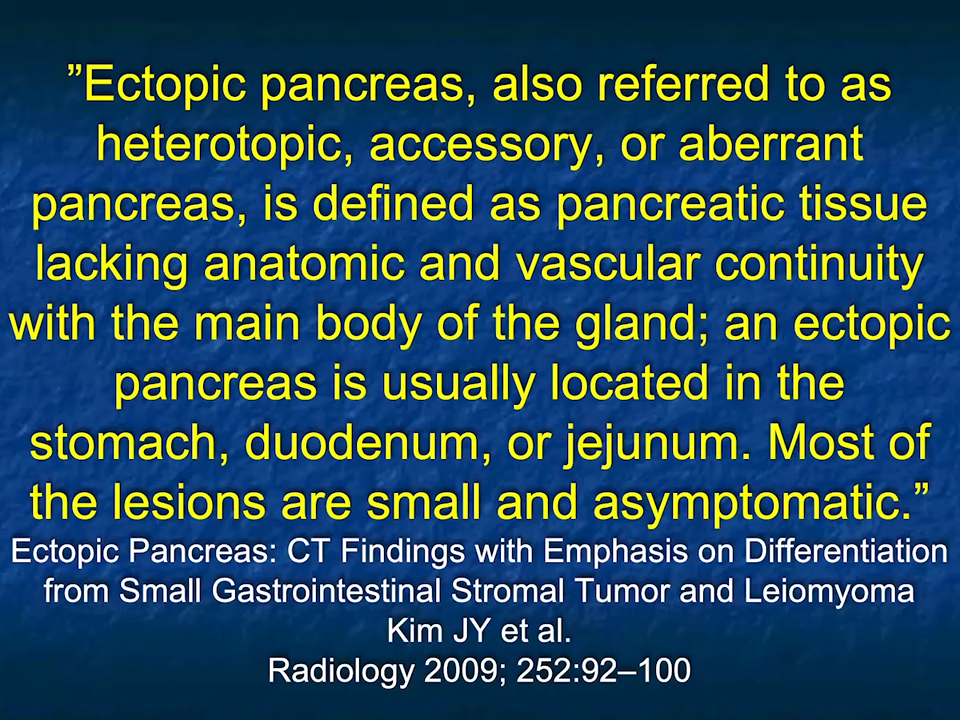 ”Ectopic pancreas, also referred to as
heterotopic, accessory, or aberrant
pancreas, is defined as pancreatic tissue
lacking anatomic and vascular continuity
with the main body of the gland; an ectopic
pancreas is usually located in the
stomach, duodenum, or jejunum. Most of
the lesions are small and asymptomatic.”
Ectopic Pancreas: CT Findings with Emphasis on Differentiation
from Small Gastrointestinal Stromal Tumor and Leiomyoma
Kim JY et al.
Radiology 2009; 252:92–100